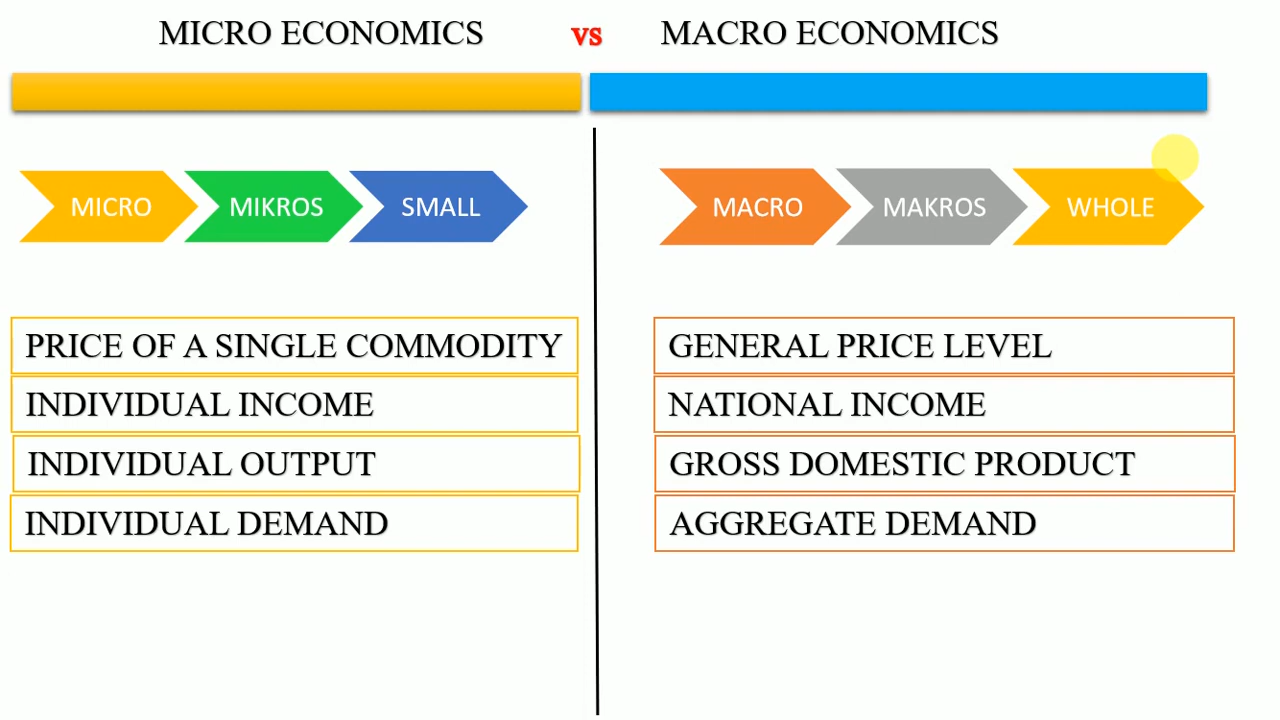 MICRO ECONOMICS vs MACRO ECONOMICS
MICRO MIKROS SMALL
MACRO MAKROS WHOLE
PRICE OF A SINGLE COMMODITY
INDIVIDUAL INCOME
INDIVIDUAL OUTPUT
INDIVIDUAL DEMAND
GENERAL PRICE LEVEL
NATIONAL INCOME
GROSS DOMESTIC PRODUCT
AGGREGATE DEMAND